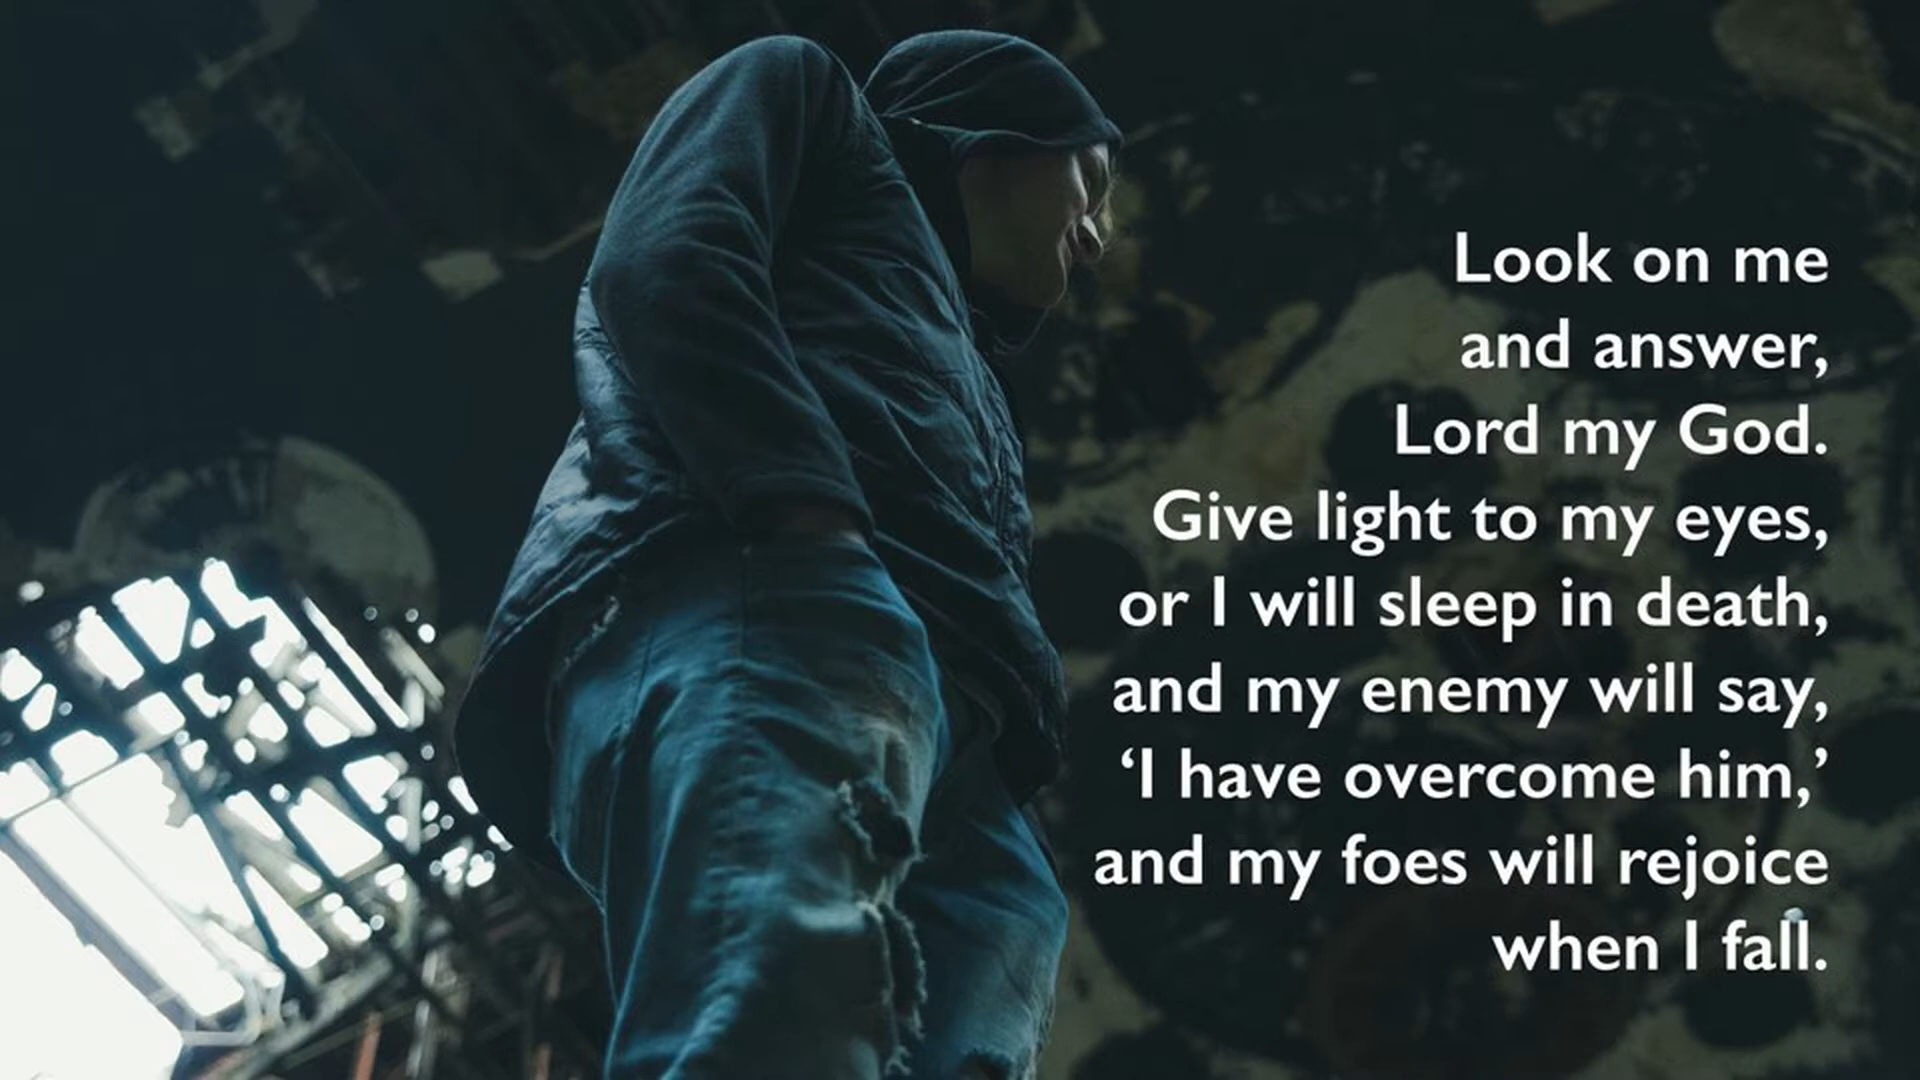 Look on me
and answer,
Lord my God.
Give light to my eyes,
or I will sleep in death,
and my enemy will say,
‘I have overcome him,’
and my foes will rejoice
when I fall.